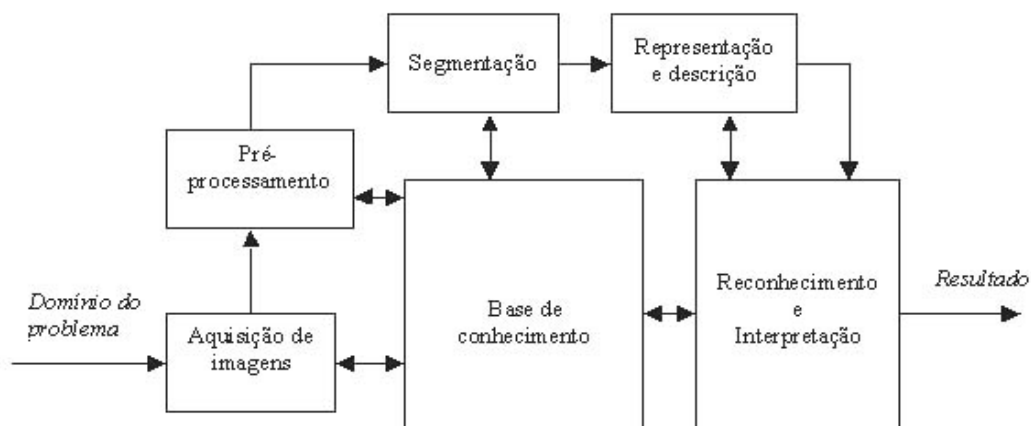 Segmentação
Representação
e descrição
Pré-
processamento
Domínio do
problema
Aquisição de
imagens
Base de
conhecimento
Reconhecimento
e
Interpretação
Resultado